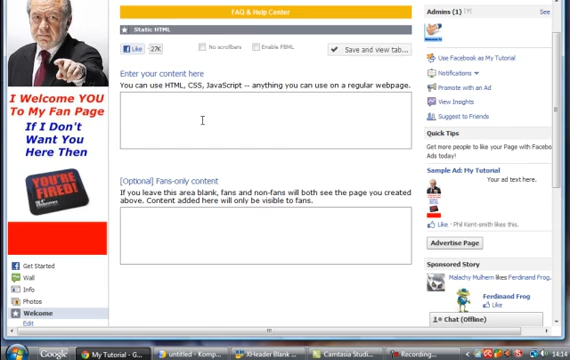 FAQ & Help Center
Static HTML
Like
27K
No scrollbars
Enable FBML
Save and view tab...
Enter your content here
You can use HTML, CSS, JavaScript -- anything you can use on a regular webpage.
[Optional] Fans-only content
If you leave this area blank, fans and non-fans will both see the page you created
above. Content added here will only be visible to fans.
I Welcome YOU
To My Fan Page
If I Don't
Want You
Here Then
YOU'RE
FIRED!
Get Started
Wall
Info
Photos
Welcome
Edit
Admins (1)
See
Use Facebook as My Tutorial
Notifications
Promote with an Ad
View Insights
Suggest to Friends
Quick Tips
Get more people to like your Page with Facebo
Ads today!
Sample Ad: My Tutorial
Your ad text here.
Like · Phil Kent-smith likes this.
Advertise Page
Sponsored Story
Malachy Mulhern likes Ferdinand Frog.
Ferdinand Frog
Like
Chat (Offline)
Google
My Tutorial - G...
untitled - Komp...
XHeader Blank ...
Camtasia Studi...
Recording...
14:14